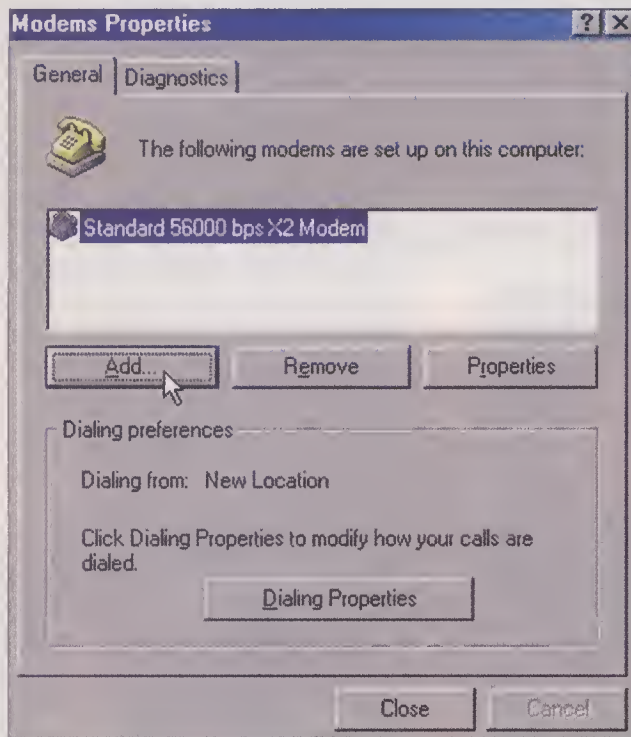 Modems Properties
? X
General Diagnostics
The following modems are set up on this computer:
Standard 56000 bps X2 Modem
Add... Remove Properties
Dialing preferences
Dialing from: New Location
Click Dialing Properties to modify how your calls are
dialed.
Dialing Properties
Close Cancel